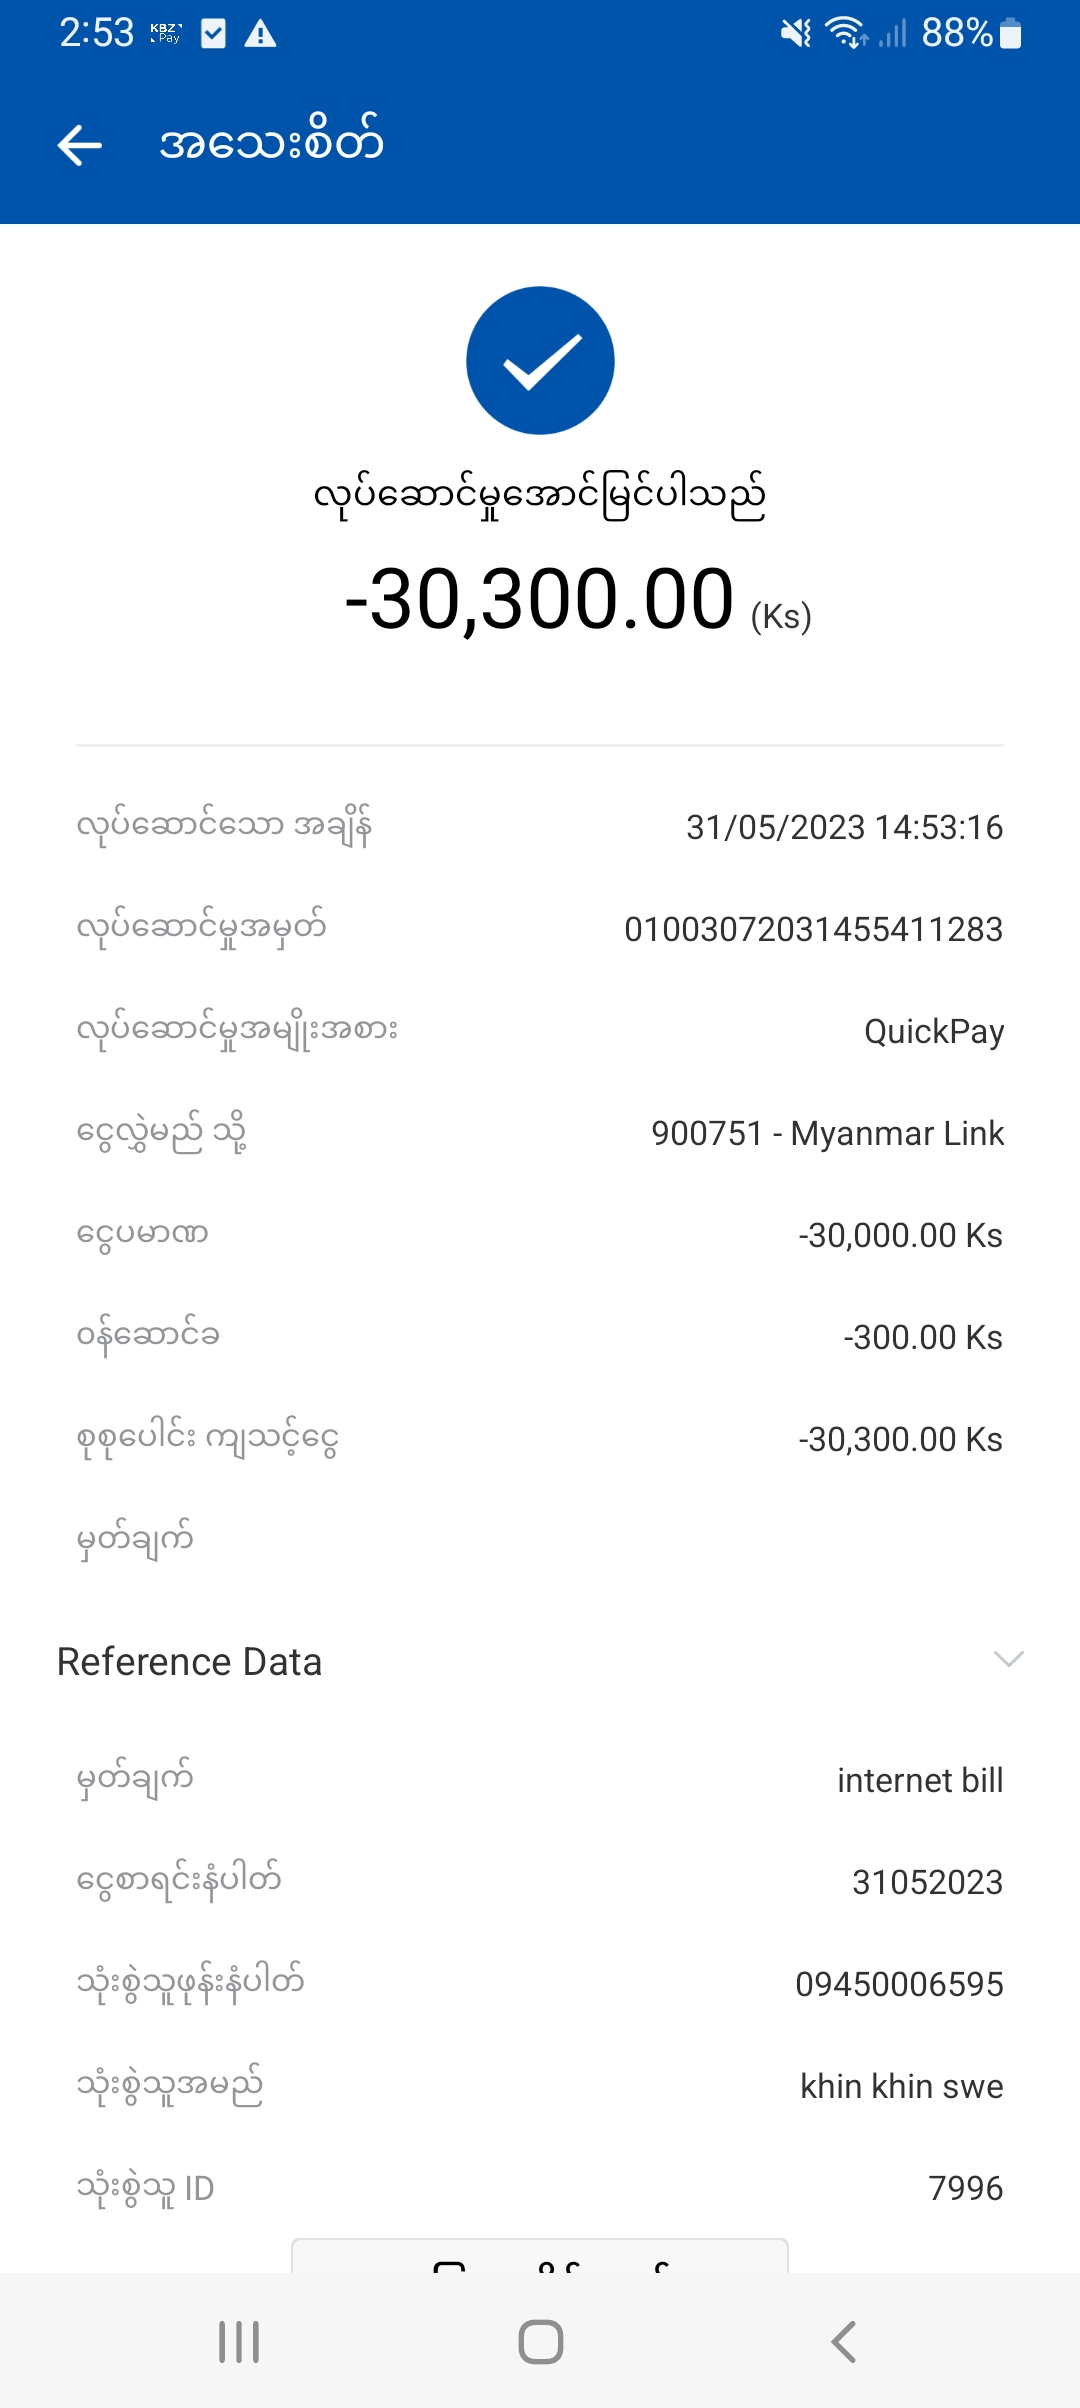 2:53 KBZ Pay 88%
အသေးစိတ်
လုပ်ဆောင်မှုအောင်မြင်ပါသည်
-30,300.00 (Ks)
လုပ်ဆောင်သော အချိန် 31/05/2023 14:53:16
လုပ်ဆောင်မှုအမှတ် 01003072031455411283
လုပ်ဆောင်မှုအမျိုးအစား QuickPay
ငွေလွှဲမည် သို့ 900751 - Myanmar Link
ငွေပမာဏ -30,000.00 Ks
ဝန်ဆောင်ခ -300.00 Ks
စုစုပေါင်း ကျသင့်ငွေ -30,300.00 Ks
မှတ်ချက်
Reference Data
မှတ်ချက် internet bill
ငွေစာရင်းနံပါတ် 31052023
သုံးစွဲသူဖုန်းနံပါတ် 09450006595
သုံးစွဲသူအမည် khin khin swe
သုံးစွဲသူ ID 7996